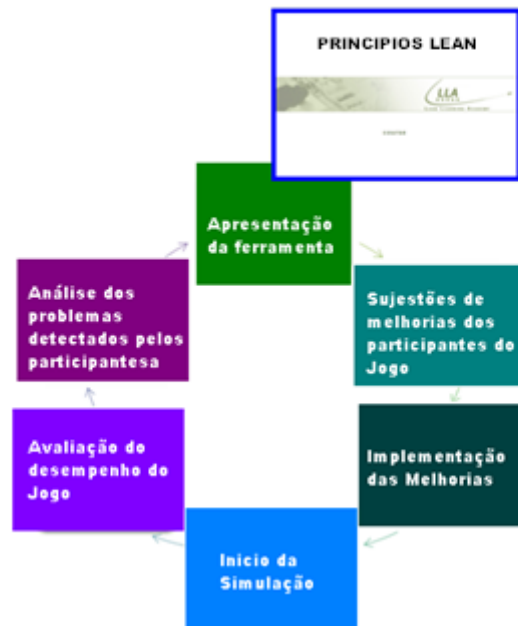 PRINCIPIOS LEAN
LLA
Apresentação
da ferramenta
Sujestões de
melhorias dos
participantes do
Jogo
Implementação
das Melhorias
Inicio da
Simulação
Avaliação do
desempenho do
Jogo
Análise dos
problemas
detectados pelos
participantesa